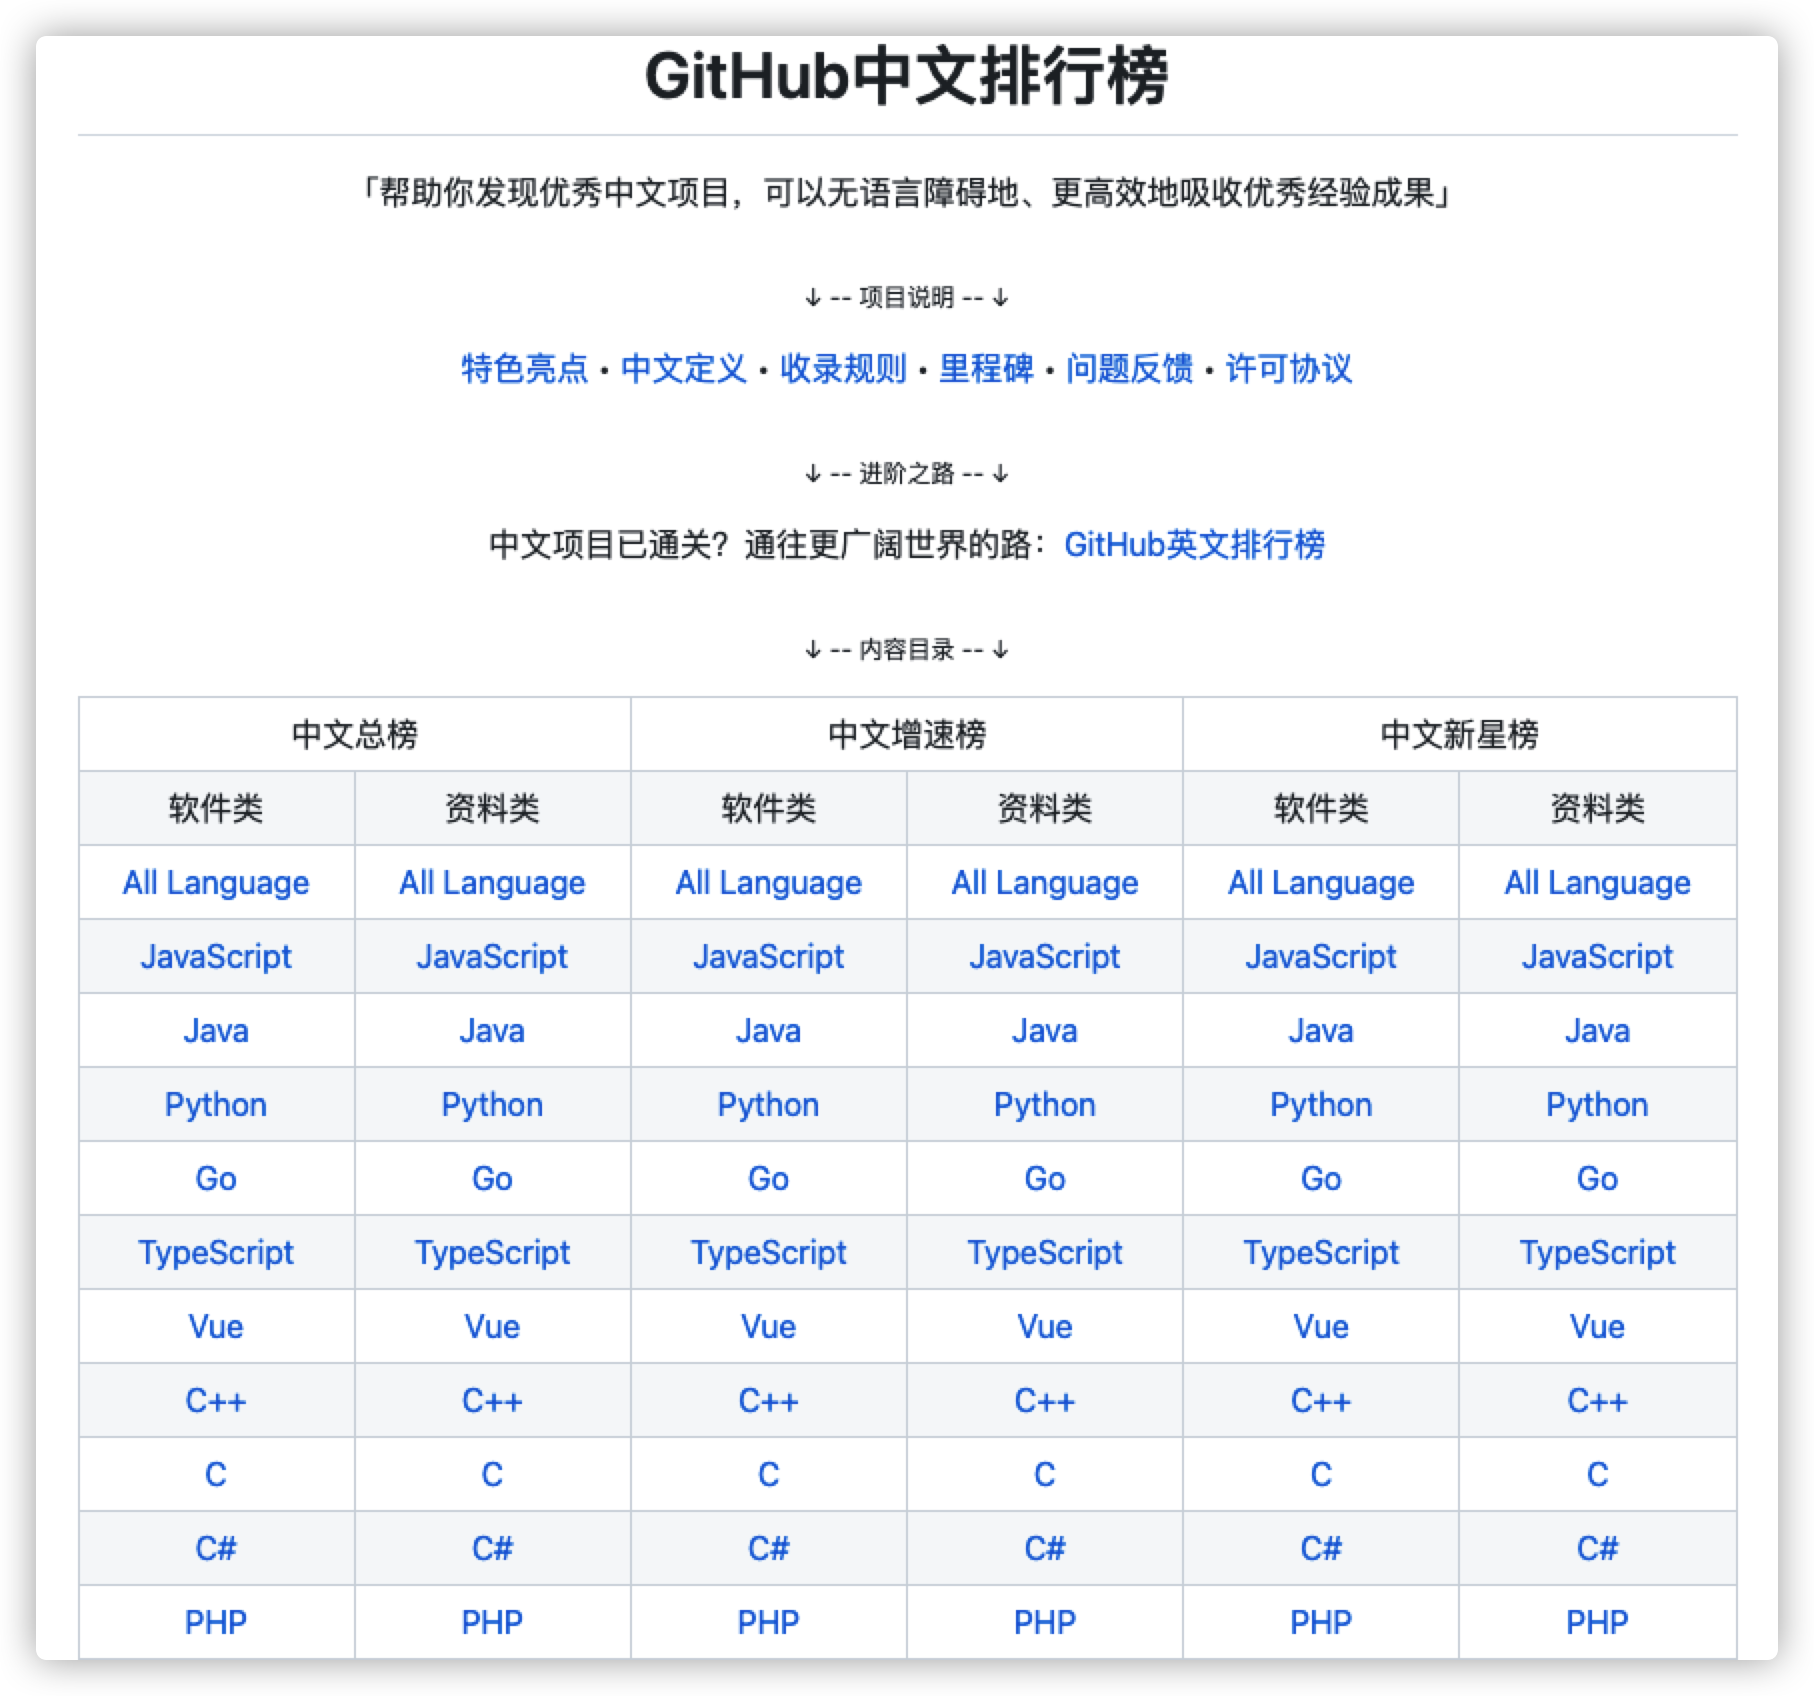 GitHub中文排行榜
「帮助你发现优秀中文项目，可以无语言障碍地、更高效地吸收优秀经验成果」
↓ -- 项目说明 -- ↓
特色亮点 • 中文定义 • 收录规则 • 里程碑 • 问题反馈 • 许可协议
↓ -- 进阶之路 -- ↓
中文项目已通关？通往更广阔世界的路：GitHub英文排行榜
↓ -- 内容目录 -- ↓
中文总榜 中文增速榜 中文新星榜
软件类 资料类 软件类 资料类 软件类 资料类
All Language All Language All Language All Language All Language All Language
JavaScript JavaScript JavaScript JavaScript JavaScript JavaScript
Java Java Java Java Java Java
Python Python Python Python Python Python
Go Go Go Go Go Go
TypeScript TypeScript TypeScript TypeScript TypeScript TypeScript
Vue Vue Vue Vue Vue Vue
C++ C++ C++ C++ C++ C++
C C C C C C
C# C# C# C# C# C#
PHP PHP PHP PHP PHP PHP